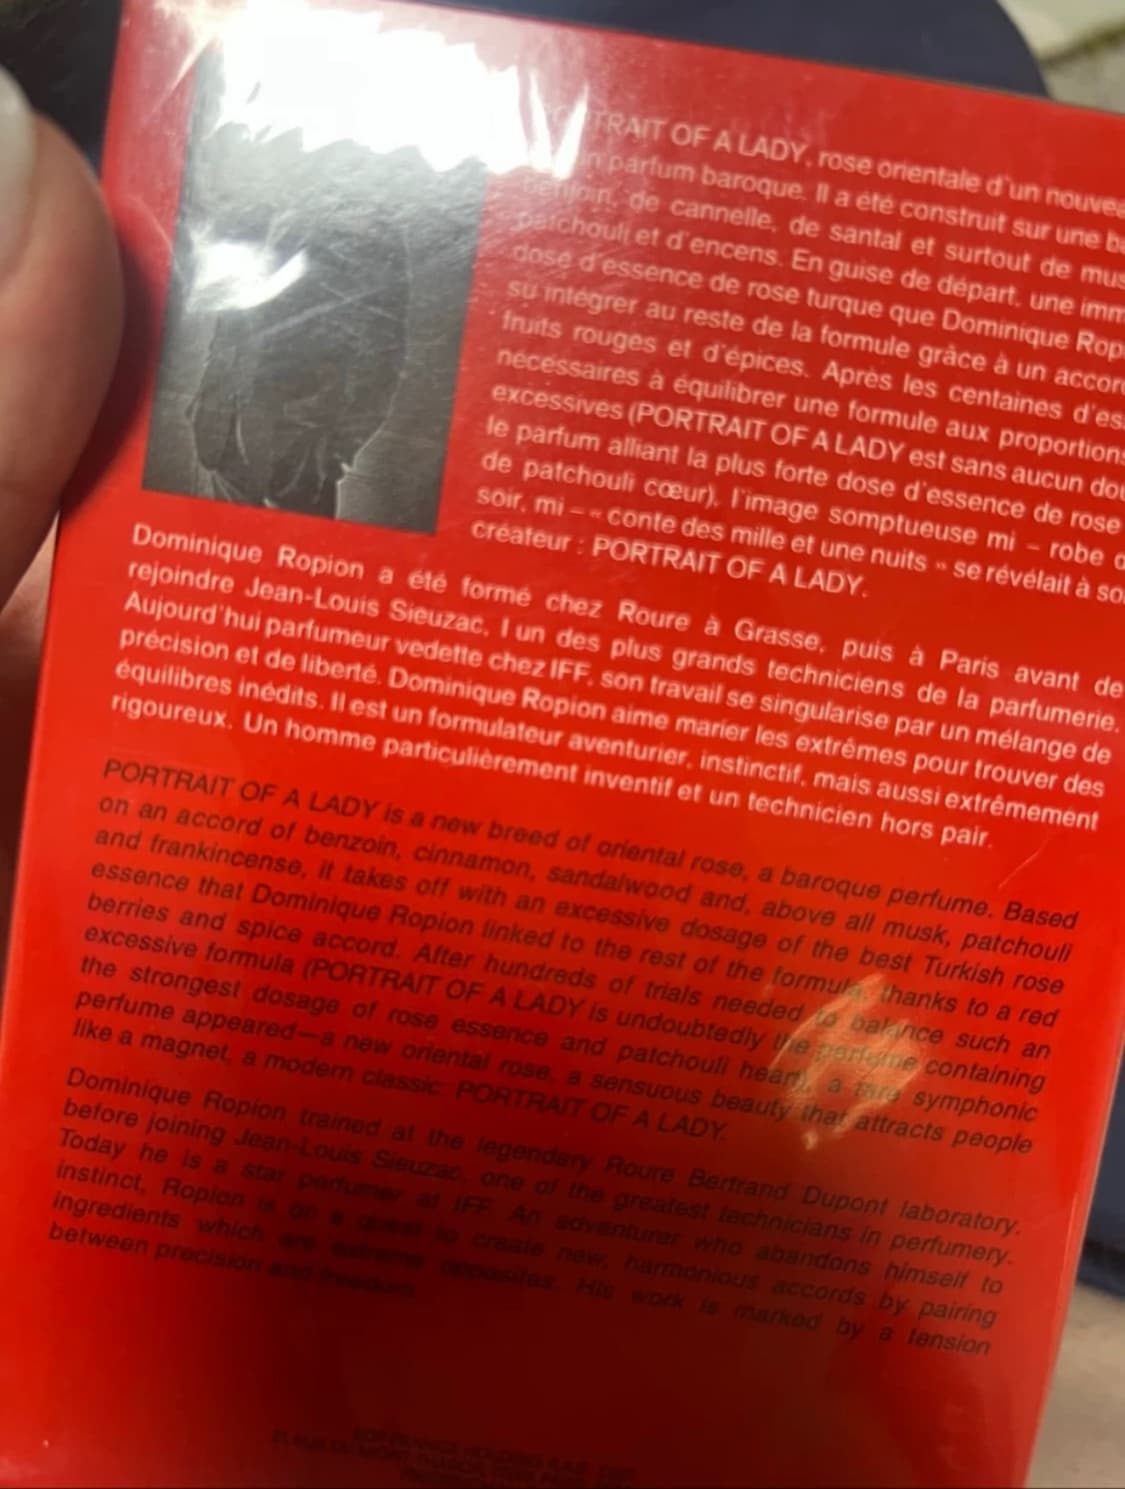 TRAIT OF A LADY, rose orientale d'un
parfum baroque. Il a été construit sur une
benjoin, de cannelle, de santal et surtout de
patchouli et d'encens. En guise de départ, une
dose d'essence de rose turque que Dominique
su intégrer au reste de la formule grâce à un
fruits rouges et d'épices. Après les centaines
nécessaires à équilibrer une formule aux proportions
excessives (PORTRAIT OF A LADY est sans aucun
le parfum alliant la plus forte dose d'essence de rose
de patchouli cœur), l'image somptueuse mi – robe
soir, mi – « conte des mille et une nuits » se révélait à
créateur : PORTRAIT OF A LADY.
Dominique Ropion a été formé chez Roure à Grasse, puis à Paris avant de
rejoindre Jean-Louis Sieuzac, l un des plus grands techniciens de la parfumerie.
Aujourd'hui parfumeur vedette chez IFF, son travail se singularise par un mélange de
précision et de liberté. Dominique Ropion aime marier les extrêmes pour trouver des
équilibres inédits. Il est un formulateur aventurier, instinctif, mais aussi extrêmement
rigoureux. Un homme particulièrement inventif et un technicien hors pair.
PORTRAIT OF A LADY is a new breed of oriental rose, a baroque perfume. Based
on an accord of benzoin, cinnamon, sandalwood and, above all musk, patchouli
and frankincense, it takes off with an excessive dosage of the best Turkish rose
essence that Dominique Ropion linked to the rest of the formula, thanks to a red
berries and spice accord. After hundreds of trials needed to balance such an
excessive formula (PORTRAIT OF A LADY is undoubtedly the perfume containing
the strongest dosage of rose essence and patchouli heart), a rare symphonic
perfume appeared—a new oriental rose, a sensuous beauty that attracts people
like a magnet, a modern classic: PORTRAIT OF A LADY.
Dominique Ropion trained at the legendary Roure Bertrand Dupont laboratory,
before joining Jean-Louis Sieuzac, one of the greatest technicians in perfumery.
Today he is a star perfumer at IFF. An adventurer who abandons himself to
instinct, Ropion is on a quest to create new, harmonious accords by pairing
ingredients which are extreme opposites. His work is marked by a tension
between precision and freedom.